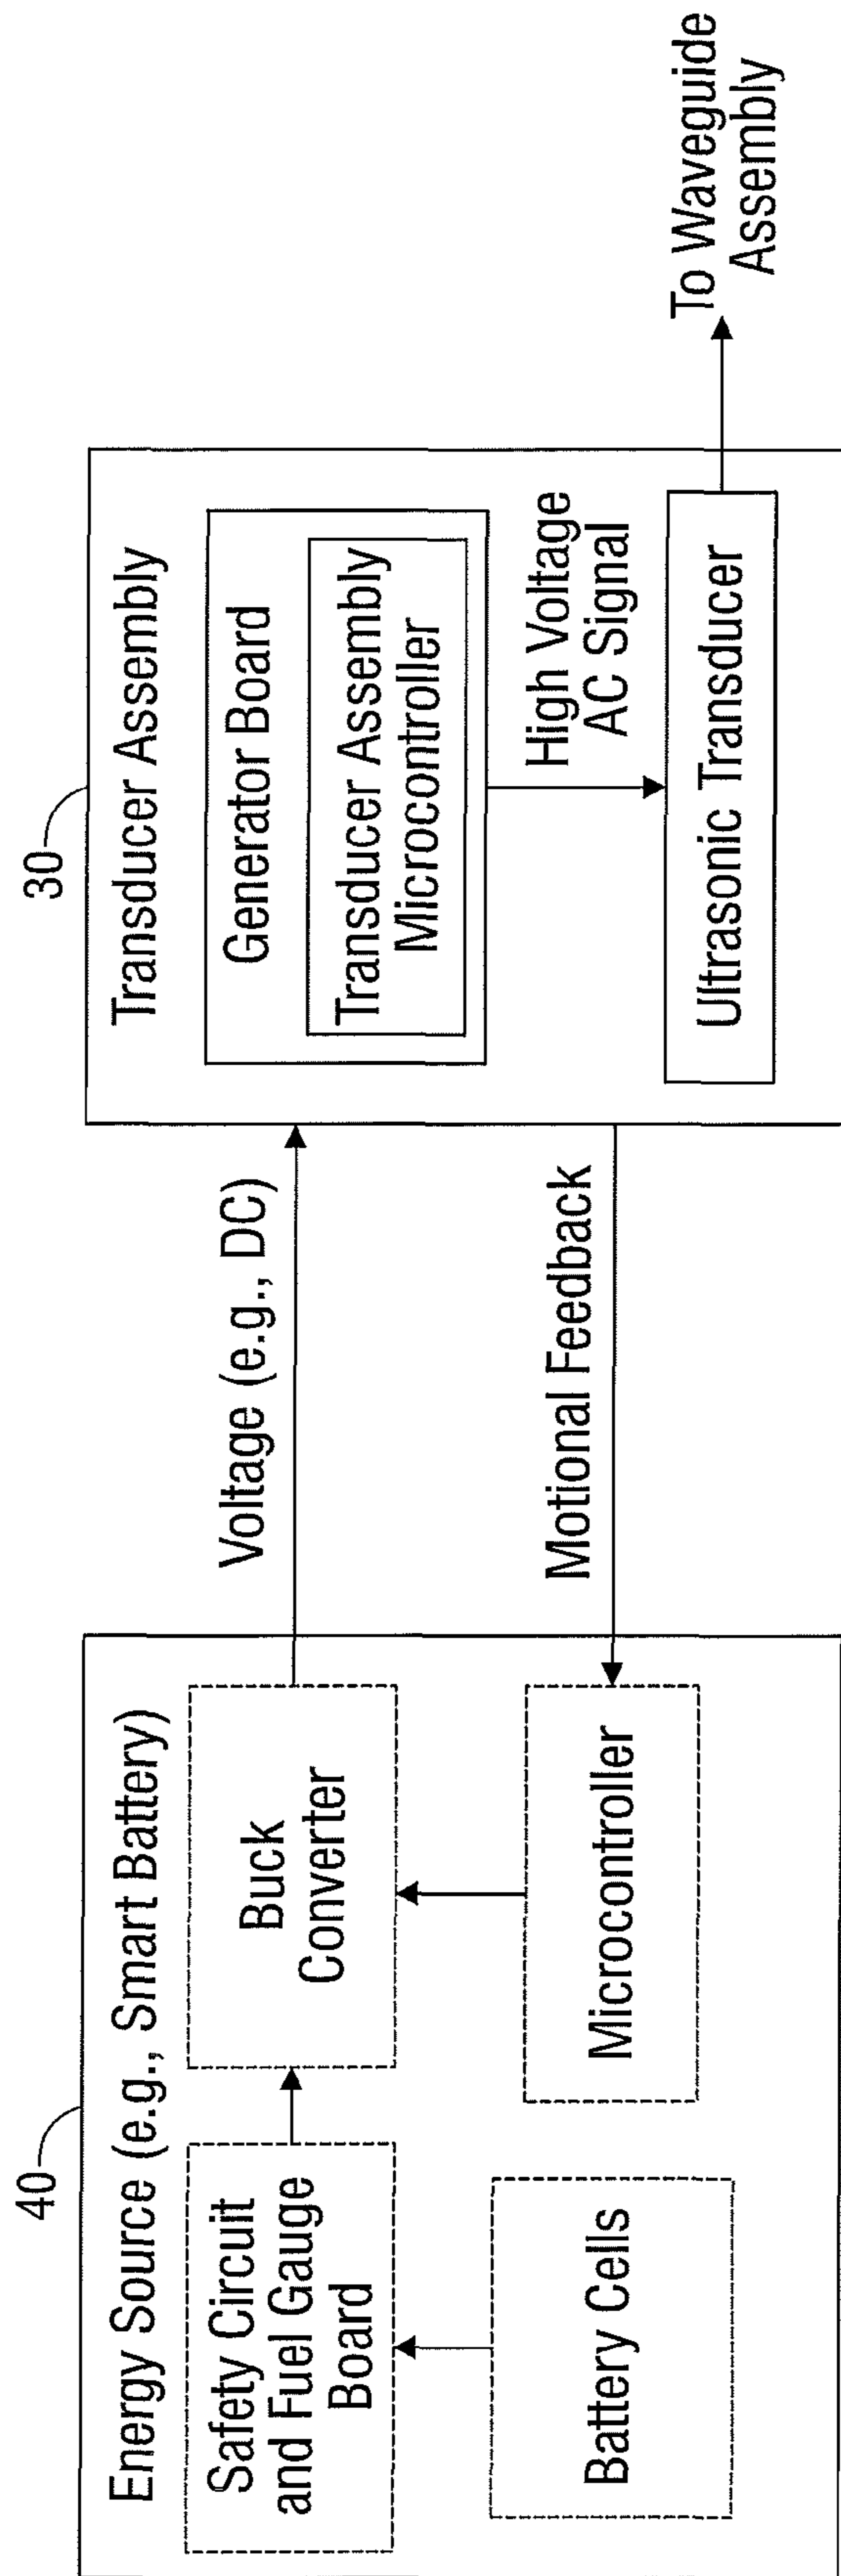 40
Energy Source (e.g., Smart Battery)
Safety Circuit
and Fuel Gauge
Board
Battery Cells
Buck
Converter
Microcontroller
Voltage (e.g., DC)
Motional Feedback
30
Transducer Assembly
Generator Board
Transducer Assembly
Microcontroller
High Voltage
AC Signal
Ultrasonic Transducer
To Waveguide
Assembly